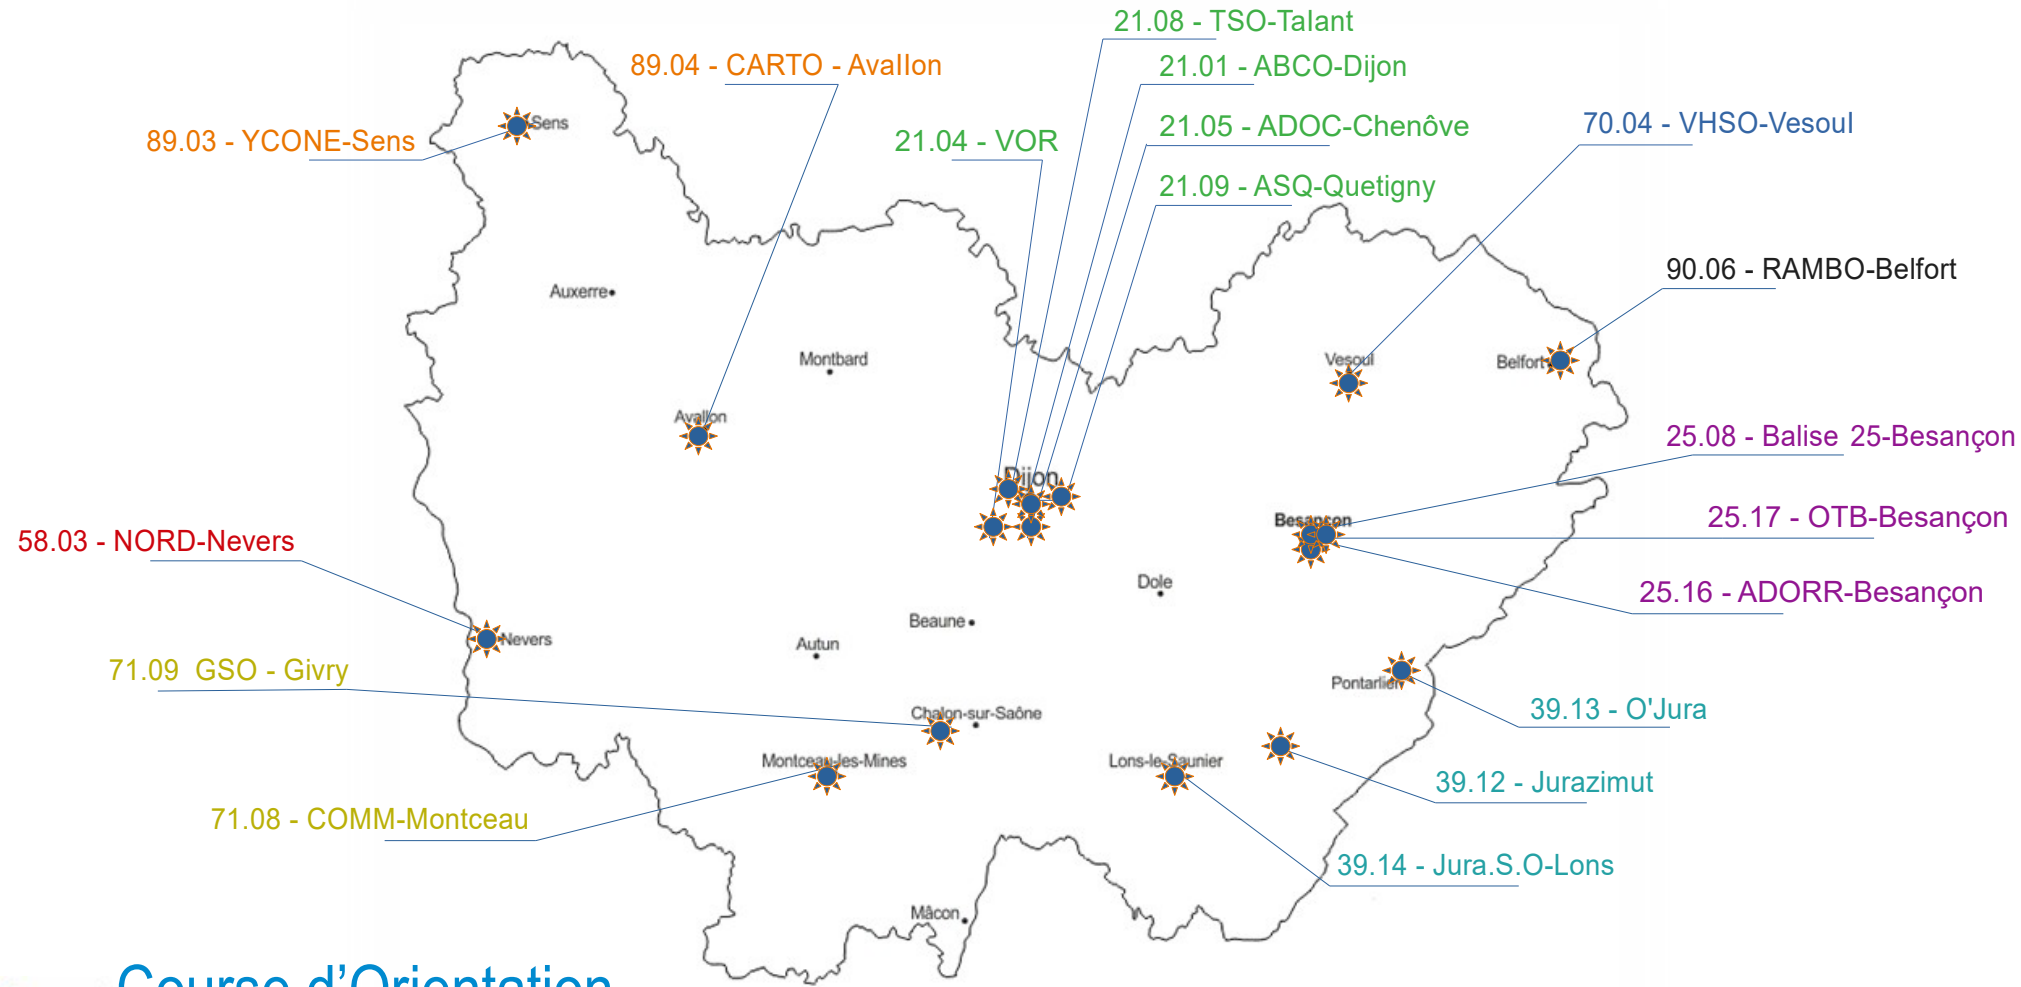 21.08 - TSO-Talant
89.04 - CARTO - Avallon
21.01 - ABCO-Dijon
Sens
89.03 - YCONE-Sens
21.04 - VOR
21.05 - ADOC-Chenôve
70.04 - VHSO-Vesoul
21.09 - ASQ-Quetigny
90.06 - RAMBO-Belfort
Auxerre
Montbard
Vesoul
Belfort
Avallon
25.08 - Balise 25-Besançon
Dijon
Besançon
25.17 - OTB-Besançon
58.03 - NORD-Nevers
Dole
25.16 - ADORR-Besançon
Beaune
Nevers
Autun
71.09 GSO - Givry
Pontarlier
39.13 - O'Jura
Chalon-sur-Saône
Montceau-les-Mines
Lons-le-Saunier
39.12 - Jurazimut
71.08 - COMM-Montceau
39.14 - Jura.S.O-Lons
Mâcon
Course d’Orientation